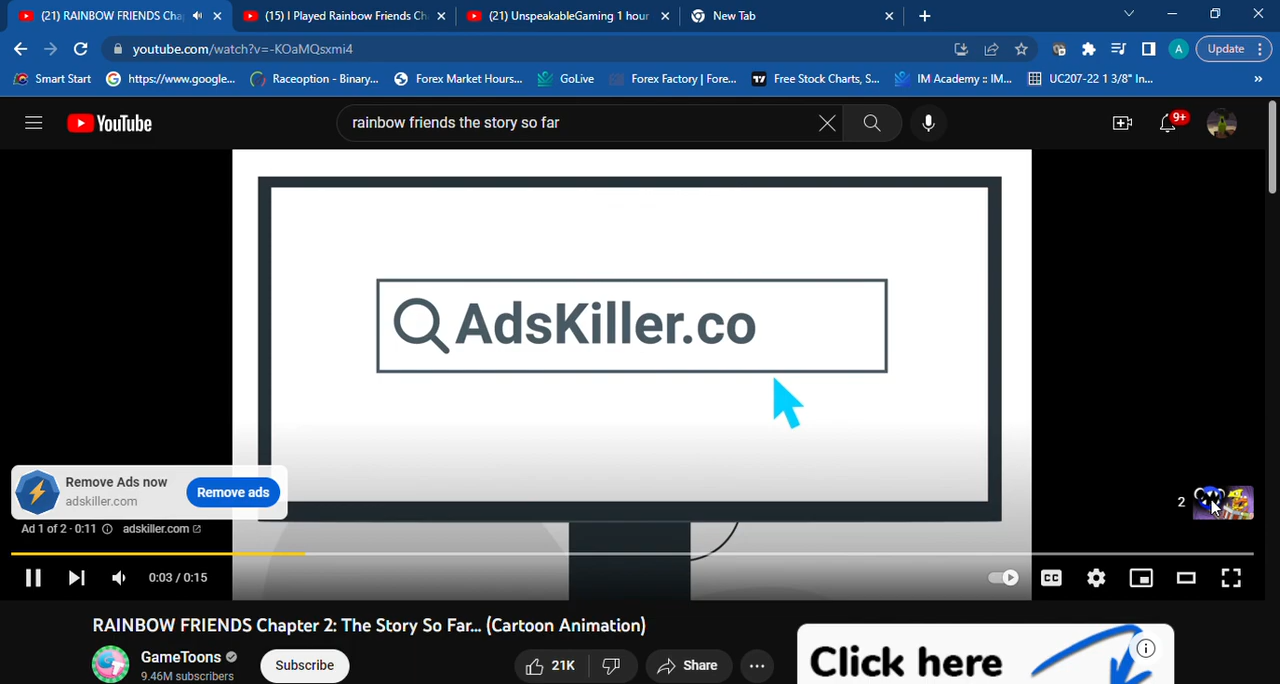 (21) RAINBOW FRIENDS Cha
(15) I Played Rainbow Friends Ch
(21) UnspeakableGaming 1 hour
New Tab
youtube.com/watch?v=-KOaMQsxmi4
A
Update
Smart Start
https://www.google...
Raceoption - Binary...
Forex Market Hours...
GoLive
Forex Factory | Fore...
Free Stock Charts, S...
IM Academy :: IM...
UC207-22 1 3/8" In...
»
YouTube
rainbow friends the story so far
9+
AdsKiller.co
Remove Ads now
adskiller.com
Remove ads
2
Ad 1 of 2 · 0:11
adskiller.com
0:03 / 0:15
CC
RAINBOW FRIENDS Chapter 2: The Story So Far... (Cartoon Animation)
GameToons
9.46M subscribers
Subscribe
21K
Share
Click here